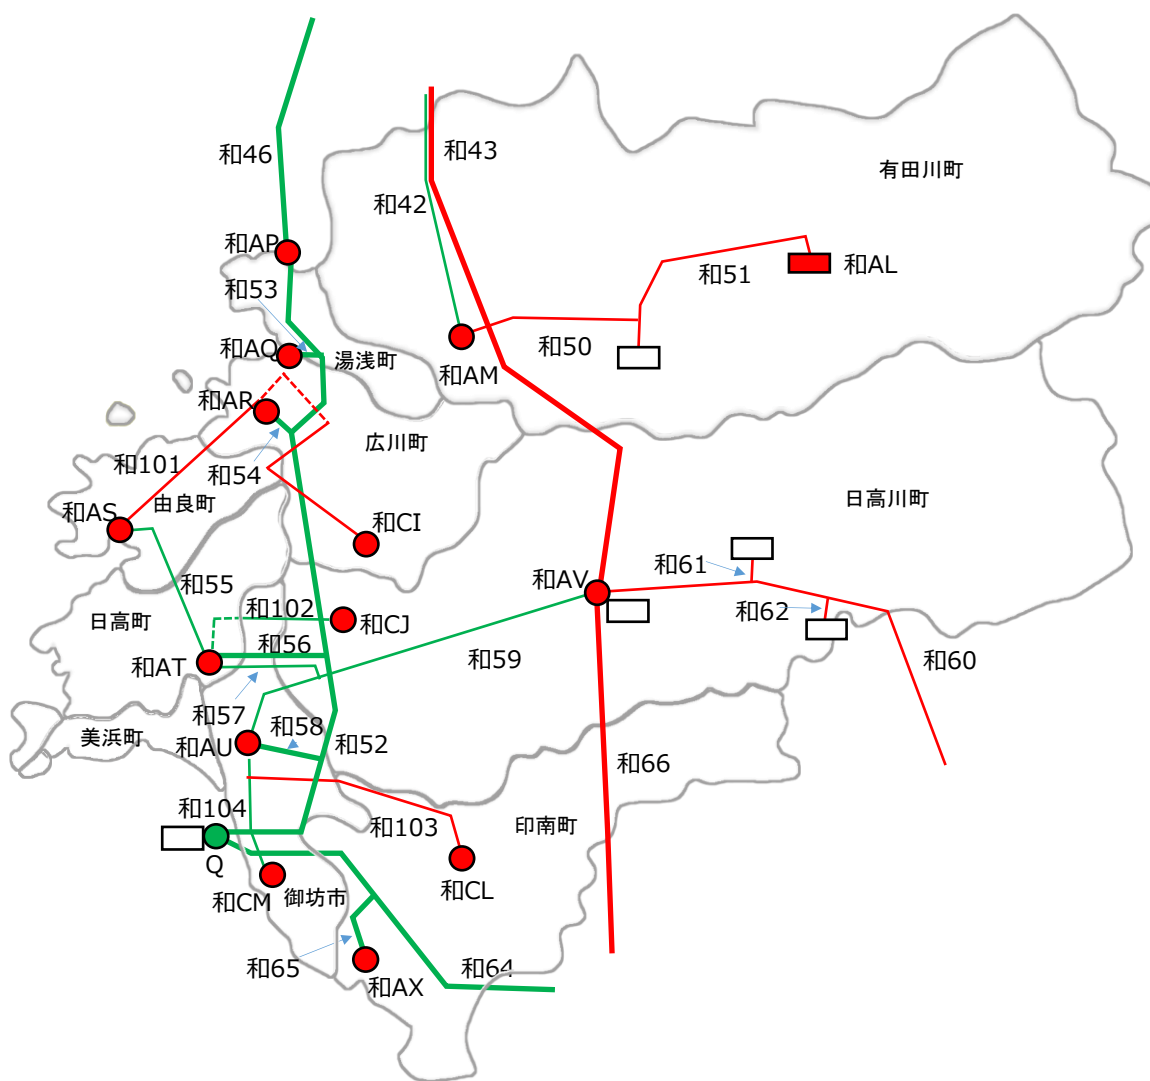 和46
和43
有田川町
和42
和AP
和51
和AL
和53
和50
和AQ
湯浅町
和AM
和AR
広川町
和101
和54
由良町
日高川町
和AS
和CI
和55
和61
和AV
和102
和62
日高町
和CJ
和56
和AT
和59
和60
和57
和58
美浜町
和AU
和52
和66
和104
和103
印南町
Q
和CL
和CM
御坊市
和65
和AX
和64